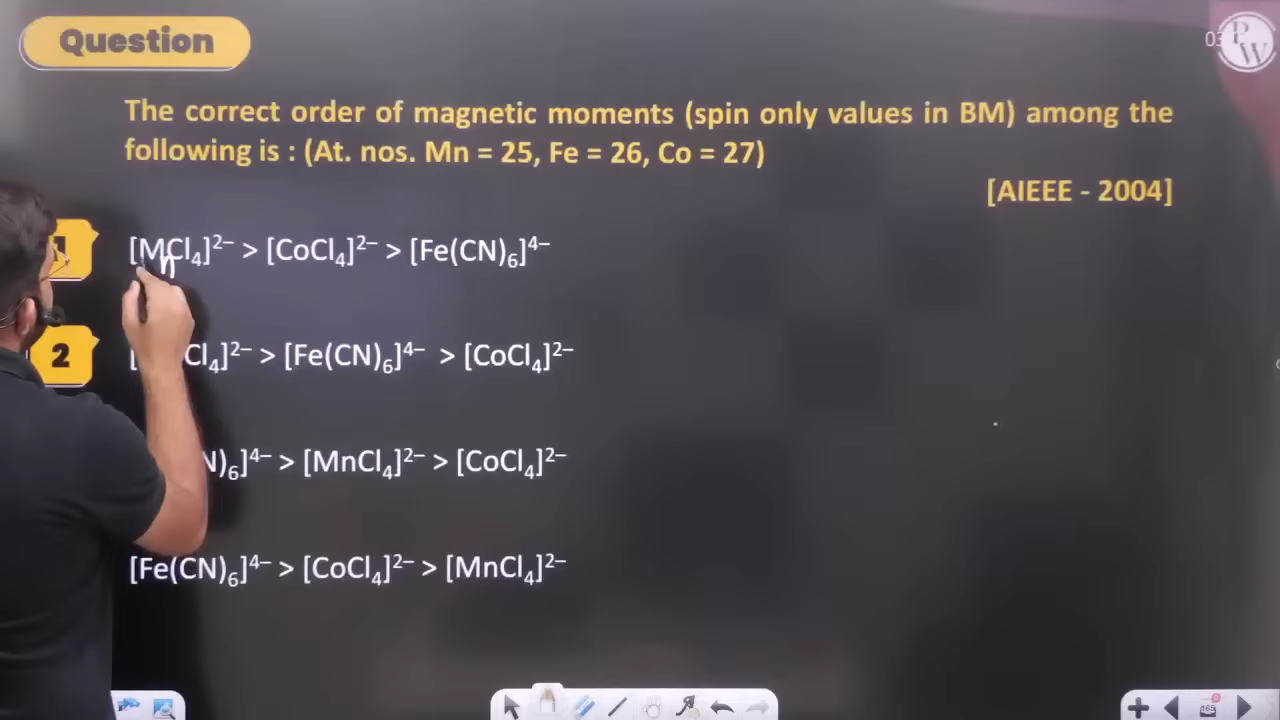 Question
The correct order of magnetic moments (spin only values in BM) among the
following is : (At. nos. Mn = 25, Fe = 26, Co = 27)
[AIEEE - 2004]
[MCl₄]²⁻ > [CoCl₄]²⁻ > [Fe(CN)₆]⁴⁻
n
2 Cl₄]²⁻ > [Fe(CN)₆]⁴⁻ > [CoCl₄]²⁻
N)₆]⁴⁻ > [MnCl₄]²⁻ > [CoCl₄]²⁻
[Fe(CN)₆]⁴⁻ > [CoCl₄]²⁻ > [MnCl₄]²⁻
PW
165